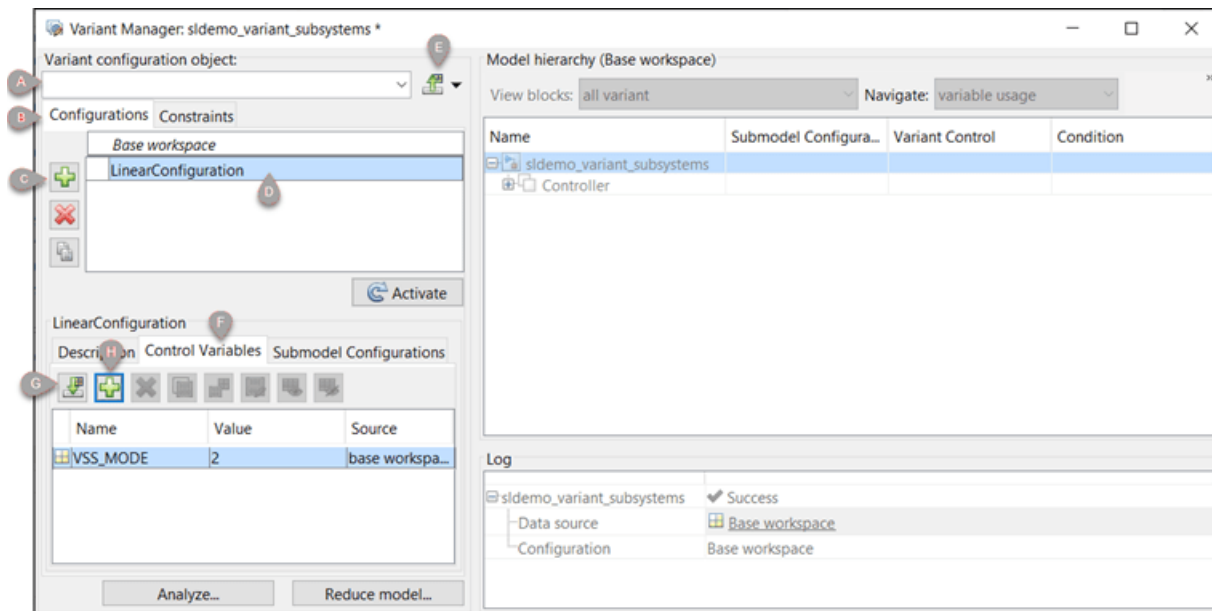 Variant Manager: sldemo_variant_subsystems *
E
Variant configuration object:
A
B
Configurations Constraints
Base workspace
C
LinearConfiguration
D
Activate
LinearConfiguration
F
Description Control Variables Submodel Configurations
H
G
Name Value Source
VSS_MODE 2 base workspa...
Analyze... Reduce model...
Model hierarchy (Base workspace)
»
View blocks: all variant Navigate: variable usage
Name Submodel Configura... Variant Control Condition
sldemo_variant_subsystems
Controller
Log
sldemo_variant_subsystems Success
Data source Base workspace
Configuration Base workspace